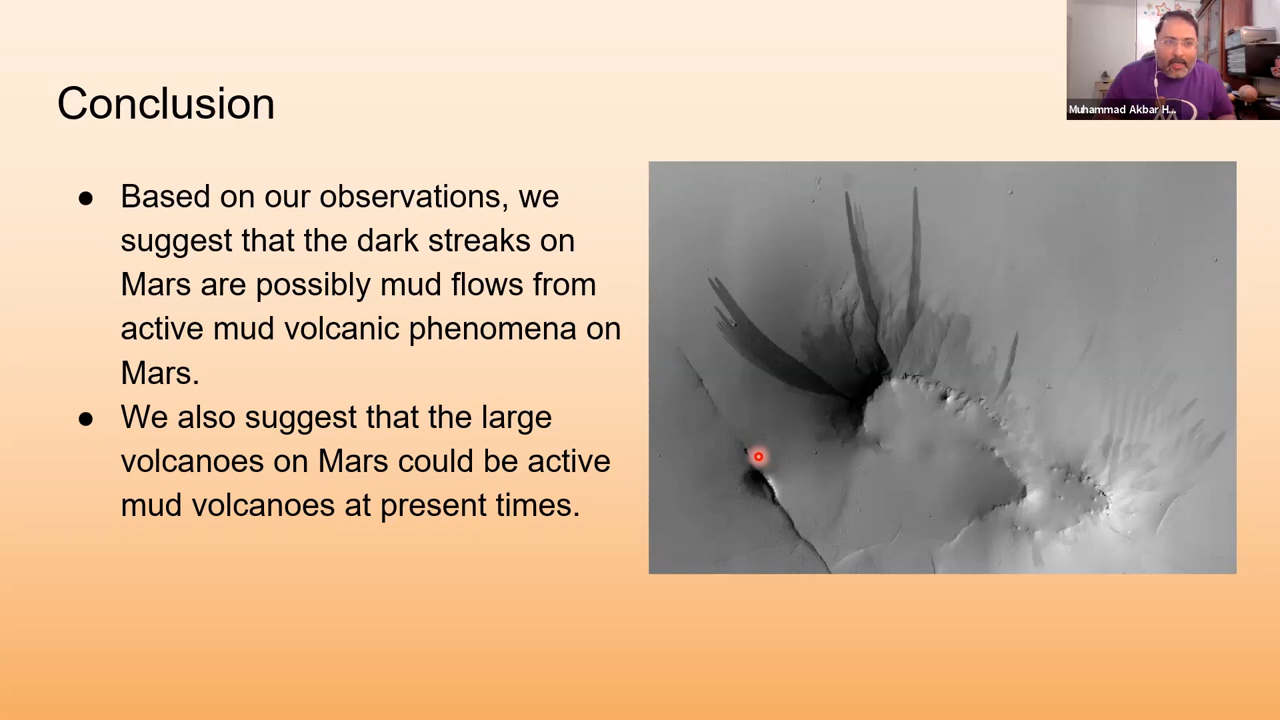 Conclusion
● Based on our observations, we
suggest that the dark streaks on
Mars are possibly mud flows from
active mud volcanic phenomena on
Mars.
● We also suggest that the large
volcanoes on Mars could be active
mud volcanoes at present times.
Muhammad Akbar H...